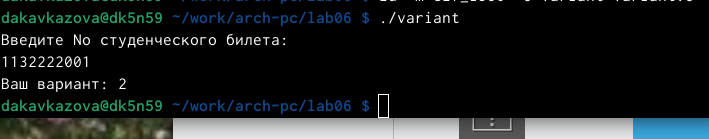 dakavkazova@dk5n59 ~/work/arch-pc/lab06 $ ./variant
Введите No студенческого билета:
1132222001
Ваш вариант: 2
dakavkazova@dk5n59 ~/work/arch-pc/lab06 $